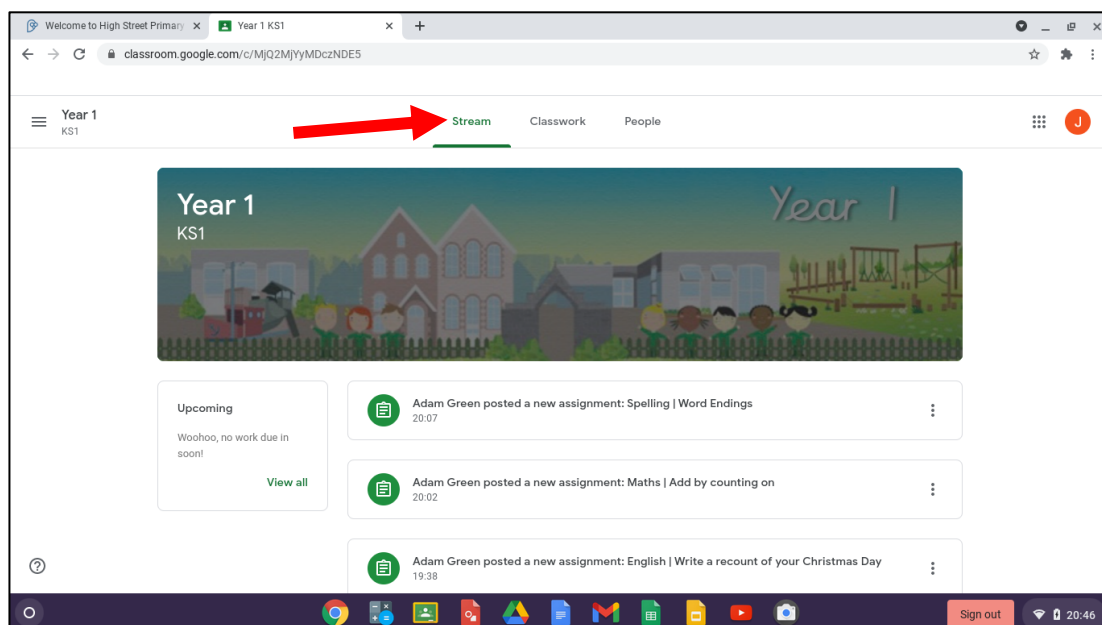 Welcome to High Street Primary
Year 1 KS1
classroom.google.com/c/MjQ2MjYyMDczNDE5
Year 1
KS1
Stream
Classwork
People
J
Year 1
KS1
Year 1
Upcoming
Woohoo, no work due in
soon!
View all
Adam Green posted a new assignment: Spelling | Word Endings
20:07
Adam Green posted a new assignment: Maths | Add by counting on
20:02
Adam Green posted a new assignment: English | Write a recount of your Christmas Day
19:38
Sign out
20:46